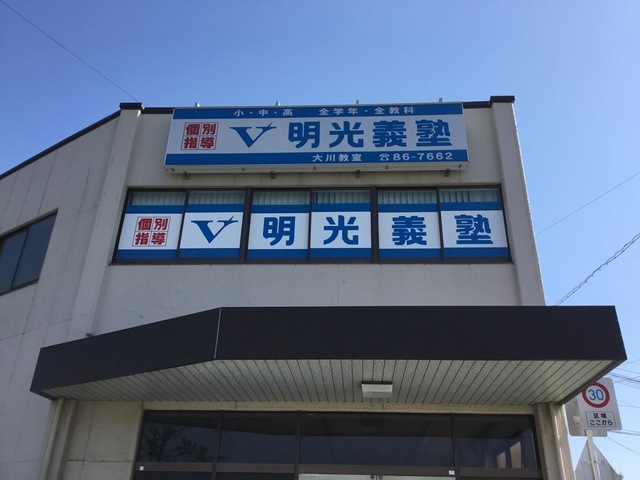 小・中・高 全学年・全教科
個別指導 明光義塾
大川教室 ☎86-7662
個別指導 明光義塾
30
区域
ここから